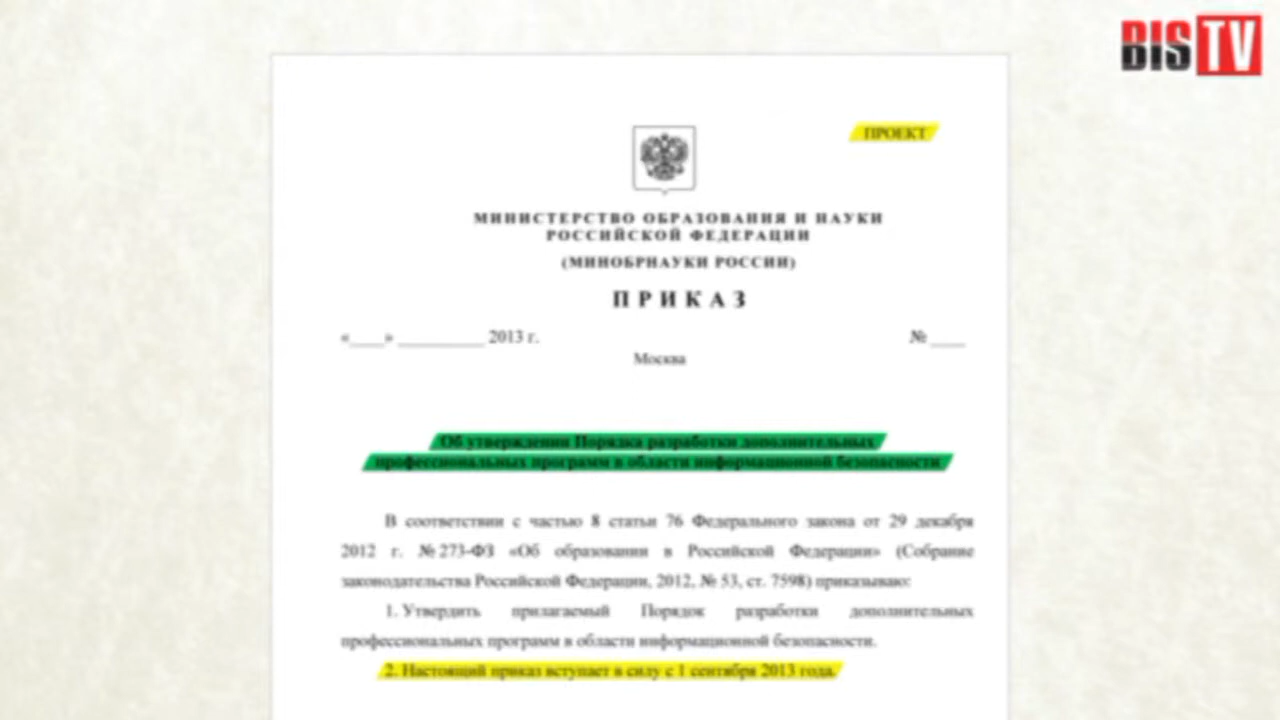 BIS TV
ПРОЕКТ
МИНИСТЕРСТВО ОБРАЗОВАНИЯ И НАУКИ
РОССИЙСКОЙ ФЕДЕРАЦИИ
(МИНОБРНАУКИ РОССИИ)
ПРИКАЗ
«____» __________ 2013 г. № ____
Москва
Об утверждении Порядка разработки дополнительных
профессиональных программ в области информационной безопасности
В соответствии с частью 8 статьи 76 Федерального закона от 29 декабря
2012 г. № 273-ФЗ «Об образовании в Российской Федерации» (Собрание
законодательства Российской Федерации, 2012, № 53, ст. 7598) приказываю:
1. Утвердить прилагаемый Порядок разработки дополнительных
профессиональных программ в области информационной безопасности.
2. Настоящий приказ вступает в силу с 1 сентября 2013 года.